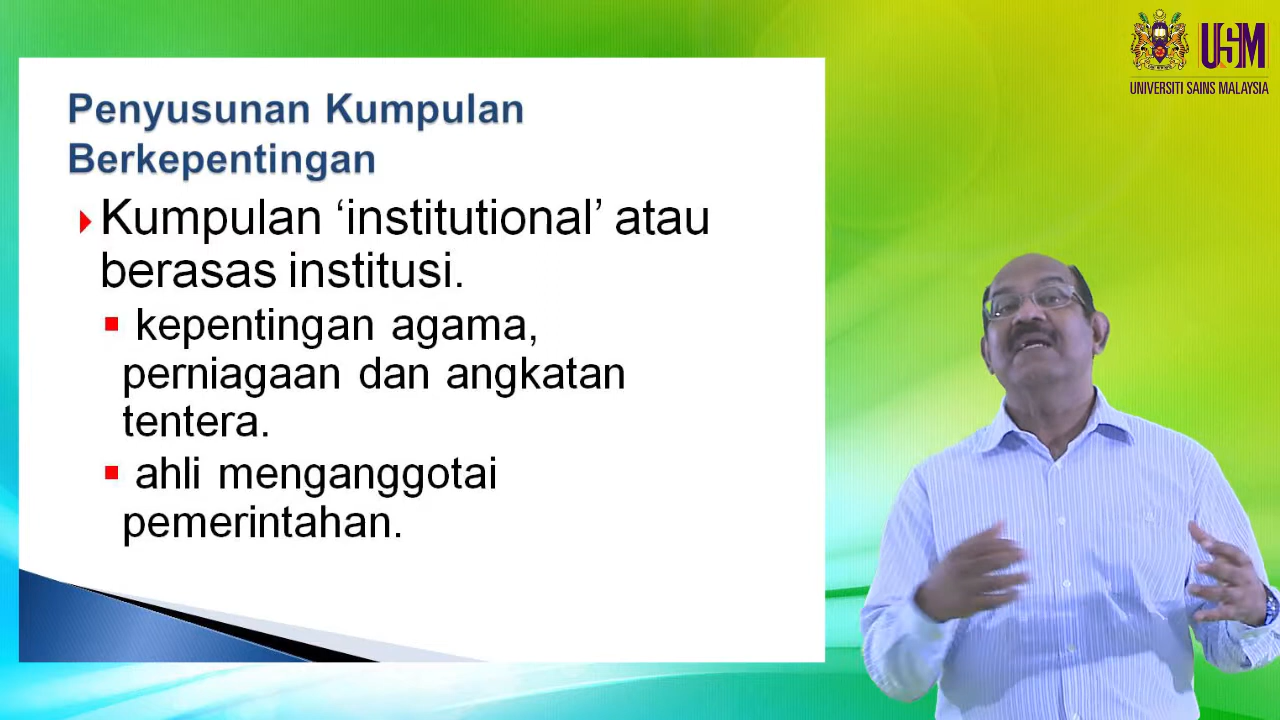 Penyusunan Kumpulan
Berkepentingan
Kumpulan ‘institutional’ atau
berasas institusi.
kepentingan agama,
perniagaan dan angkatan
tentera.
ahli menganggotai
pemerintahan.
USM
UNIVERSITI SAINS MALAYSIA